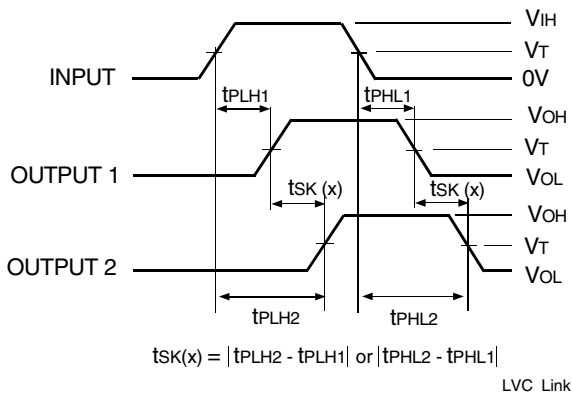 VIH
VT
INPUT
0V
tPLH1
tPHL1
VOH
VT
OUTPUT 1
VOL
tSK (x)
tSK (x)
VOH
VT
OUTPUT 2
VOL
tPLH2
tPHL2
tSK(x) = |tPLH2 - tPLH1| or |tPHL2 - tPHL1|
LVC Link